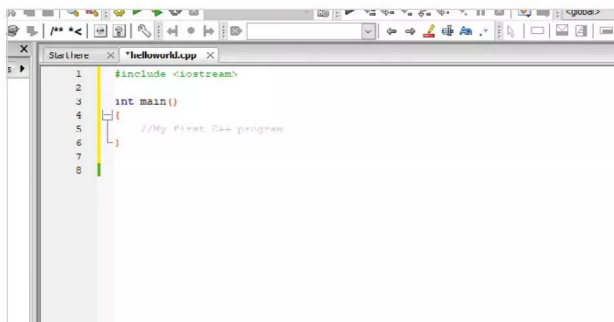 <global>
/** *<
Start here × *helloworld.cpp ×
1 #include <iostream>
2
3 int main()
4 {
5 //My first C++ program
6 }
7
8